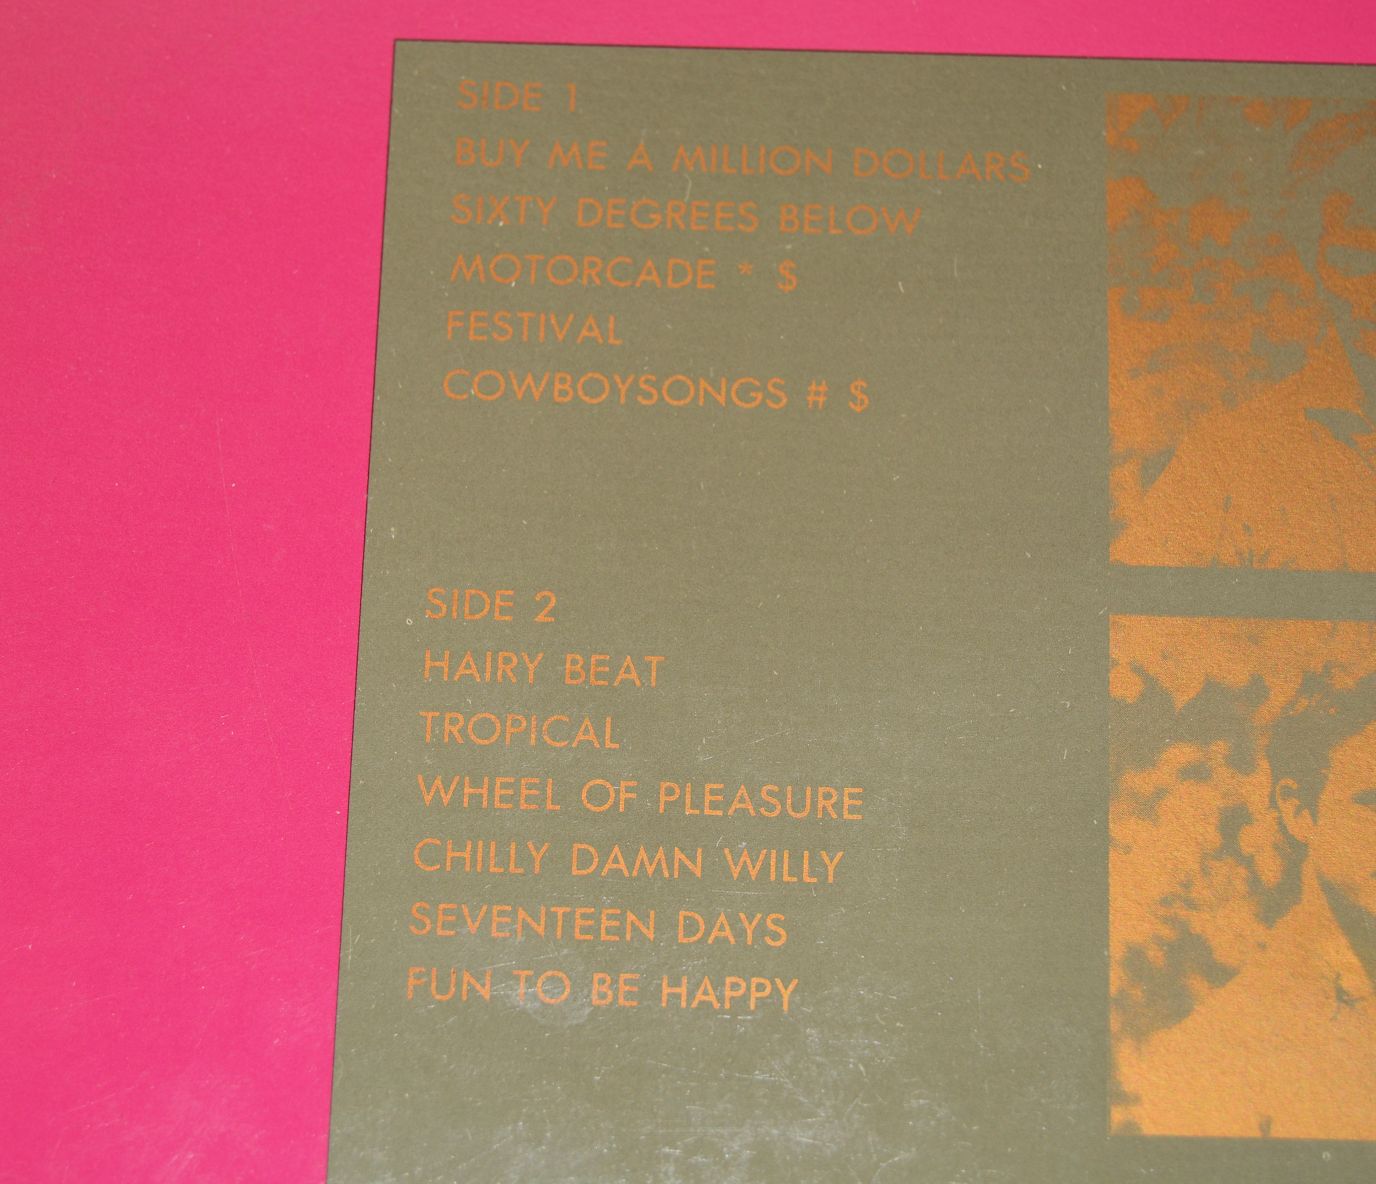 SIDE 1
BUY ME A MILLION DOLLARS
SIXTY DEGREES BELOW
MOTORCADE * $
FESTIVAL
COWBOYSONGS # $
SIDE 2
HAIRY BEAT
TROPICAL
WHEEL OF PLEASURE
CHILLY DAMN WILLY
SEVENTEEN DAYS
FUN TO BE HAPPY